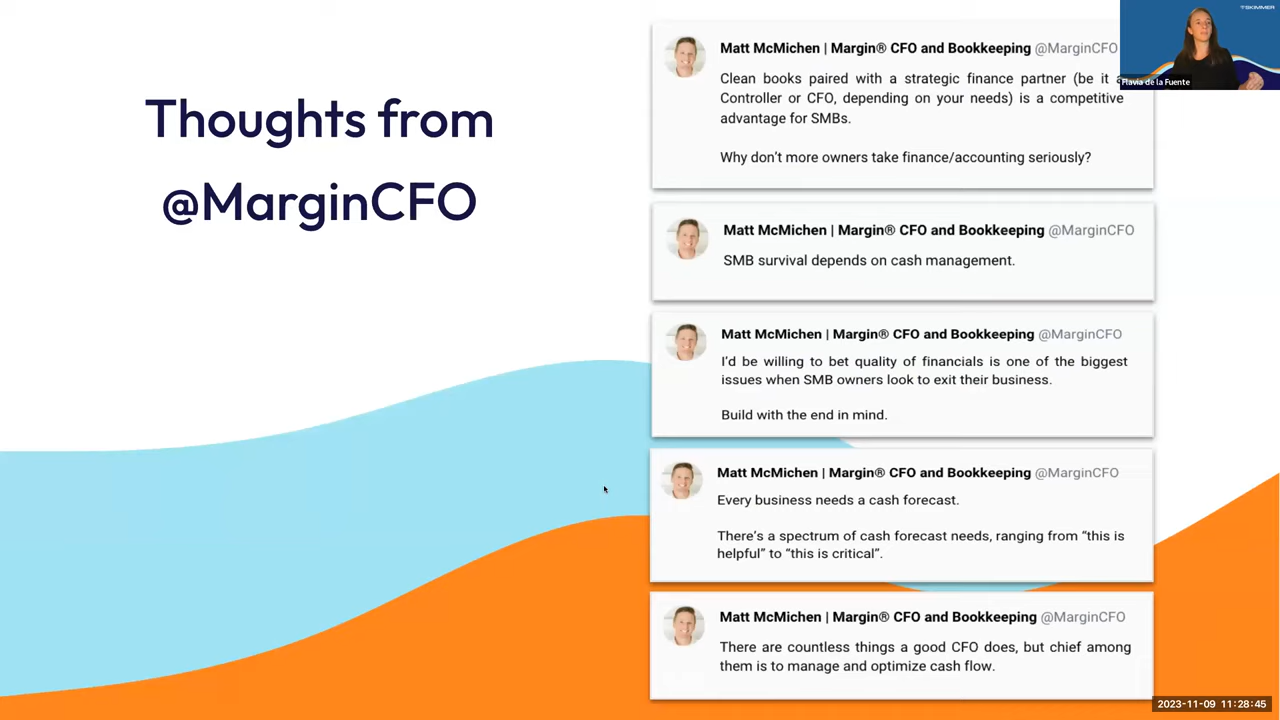 Thoughts from
@MarginCFO
Matt McMichen | Margin® CFO and Bookkeeping @MarginCFO
Clean books paired with a strategic finance partner (be it a
Controller or CFO, depending on your needs) is a competitive
advantage for SMBs.
Why don't more owners take finance/accounting seriously?
Matt McMichen | Margin® CFO and Bookkeeping @MarginCFO
SMB survival depends on cash management.
Matt McMichen | Margin® CFO and Bookkeeping @MarginCFO
I'd be willing to bet quality of financials is one of the biggest
issues when SMB owners look to exit their business.
Build with the end in mind.
Matt McMichen | Margin® CFO and Bookkeeping @MarginCFO
Every business needs a cash forecast.
There's a spectrum of cash forecast needs, ranging from “this is
helpful” to “this is critical”.
Matt McMichen | Margin® CFO and Bookkeeping @MarginCFO
There are countless things a good CFO does, but chief among
them is to manage and optimize cash flow.
SKIMMER
Flavia de la Fuente
2023-11-09 11:28:45